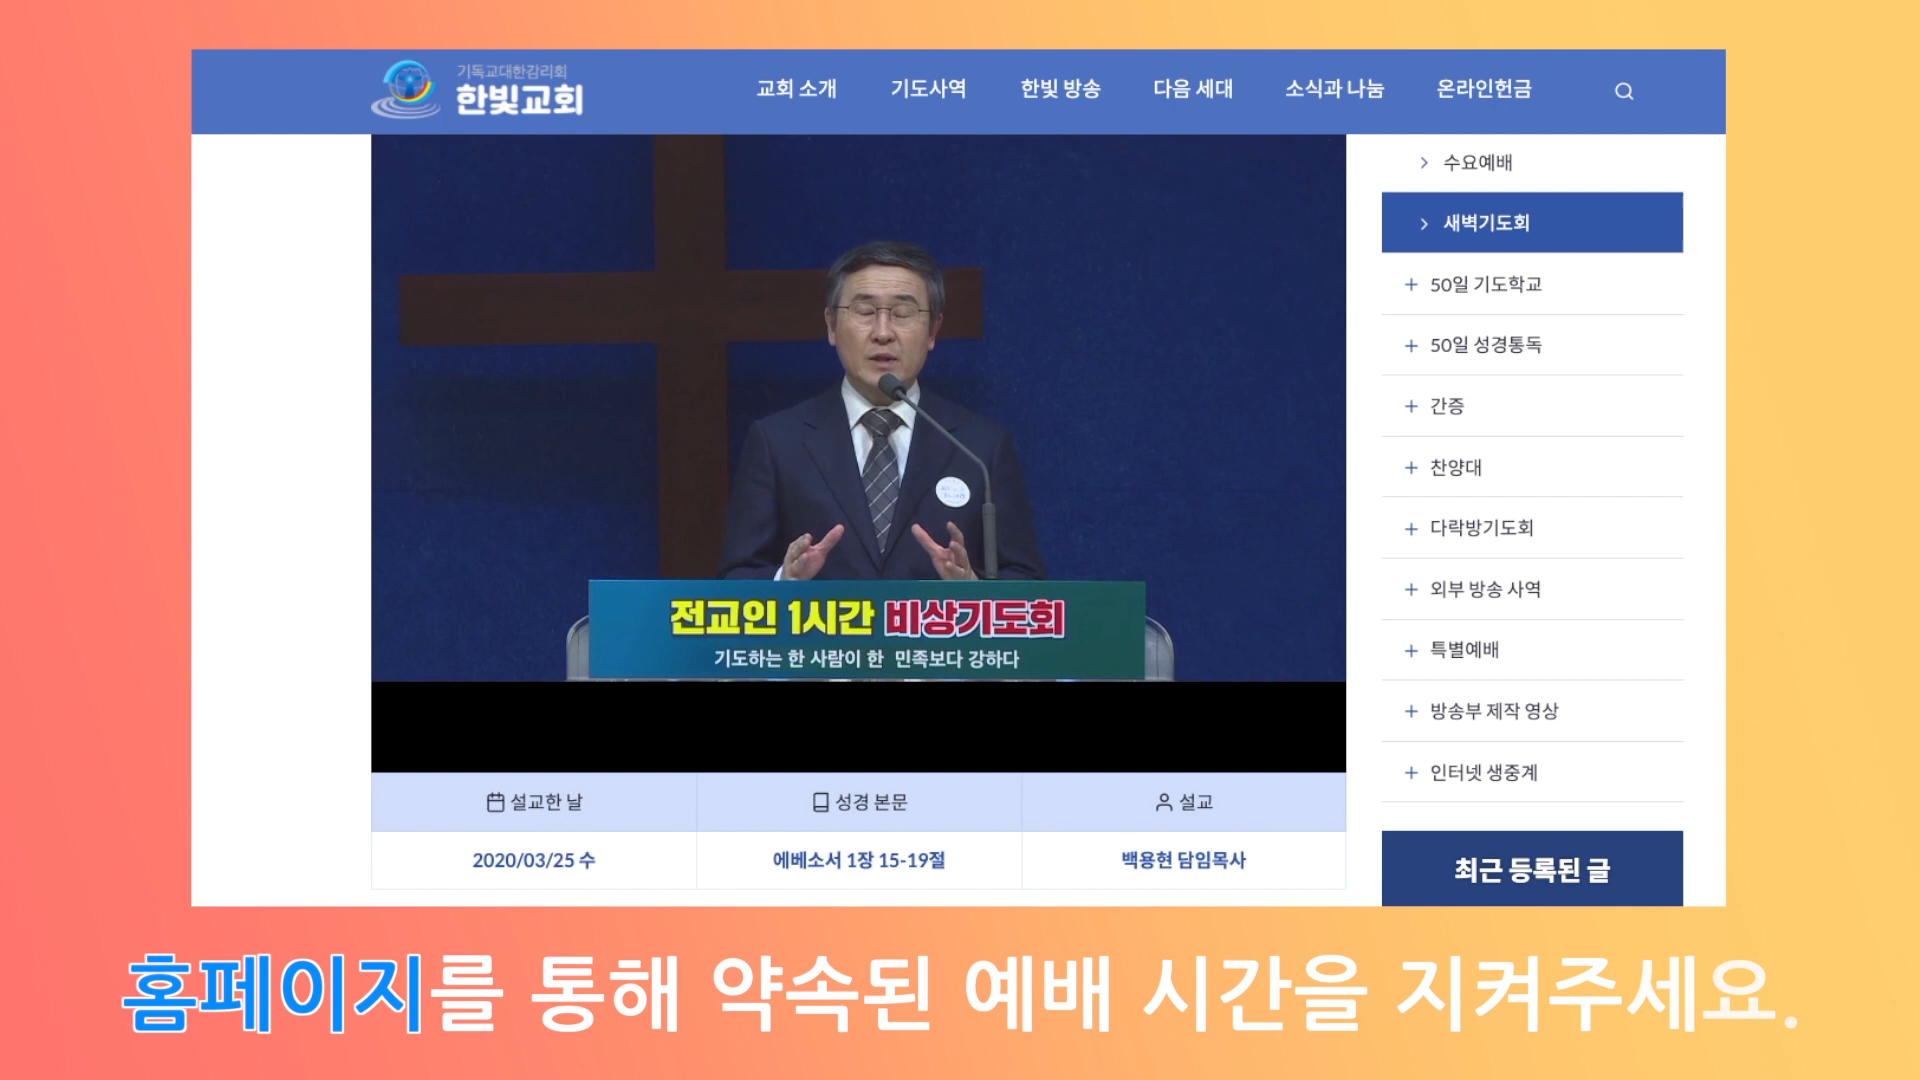 기독교대한감리회
한빛교회
교회 소개 기도사역 한빛 방송 다음 세대 소식과 나눔 온라인헌금
수요예배
새벽기도회
50일 기도학교
50일 성경통독
간증
찬양대
다락방기도회
외부 방송 사역
특별예배
방송부 제작 영상
인터넷 생중계
최근 등록된 글
전교인 1시간 비상기도회
기도하는 한 사람이 한 민족보다 강하다
설교한 날 성경 본문 설교
2020/03/25 수 에베소서 1장 15-19절 백용현 담임목사
홈페이지를 통해 약속된 예배 시간을 지켜주세요.